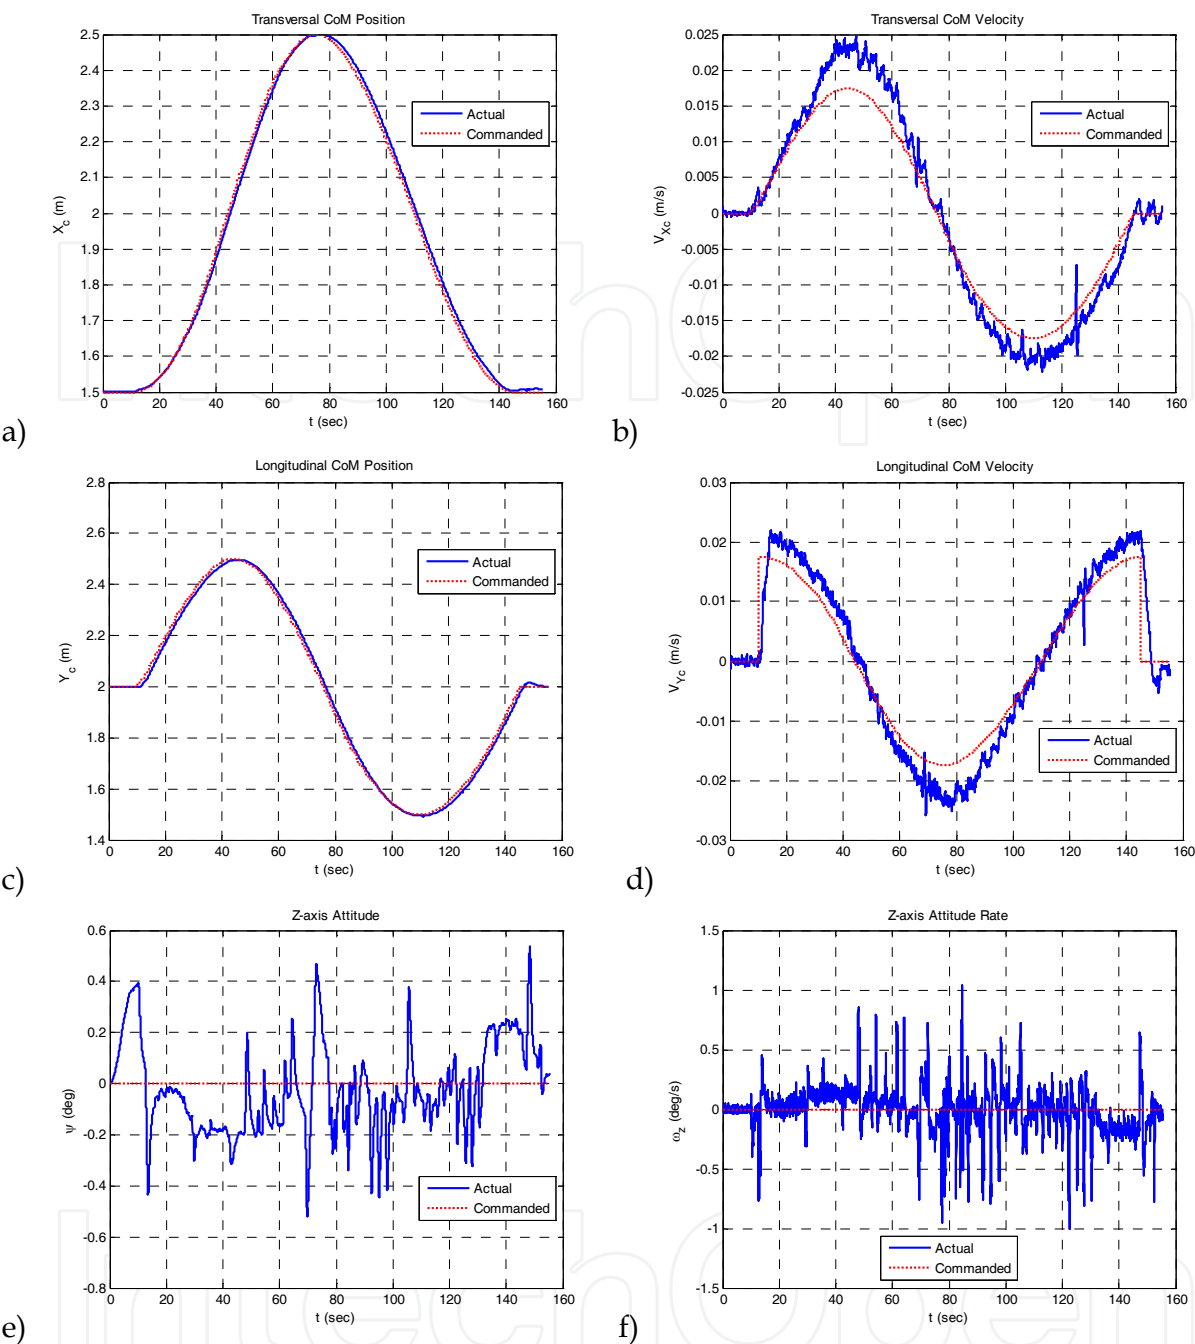 Transversal CoM Position
2.5
2.4
2.3
2.2
2.1
2
1.9
1.8
1.7
1.6
1.5
X_c (m)
Actual
Commanded
0 20 40 60 80 100 120 140 160
t (sec)
a)
Transversal CoM Velocity
0.025
0.02
0.015
0.01
0.005
0
-0.005
-0.01
-0.015
-0.02
-0.025
V_Xc (m/s)
Actual
Commanded
0 20 40 60 80 100 120 140 160
t (sec)
b)
Longitudinal CoM Position
2.8
2.6
2.4
2.2
2
1.8
1.6
1.4
Y_c (m)
Actual
Commanded
0 20 40 60 80 100 120 140 160
t (sec)
c)
Longitudinal CoM Velocity
0.03
0.02
0.01
0
-0.01
-0.02
-0.03
V_Yc (m/s)
Actual
Commanded
0 20 40 60 80 100 120 140 160
t (sec)
d)
Z-axis Attitude
0.6
0.4
0.2
0
-0.2
-0.4
-0.6
-0.8
ψ (deg)
Actual
Commanded
0 20 40 60 80 100 120 140 160
t (sec)
e)
Z-axis Attitude Rate
1.5
1
0.5
0
-0.5
-1
-1.5
ω_z (deg/s)
Actual
Commanded
0 20 40 60 80 100 120 140 160
t (sec)
f)